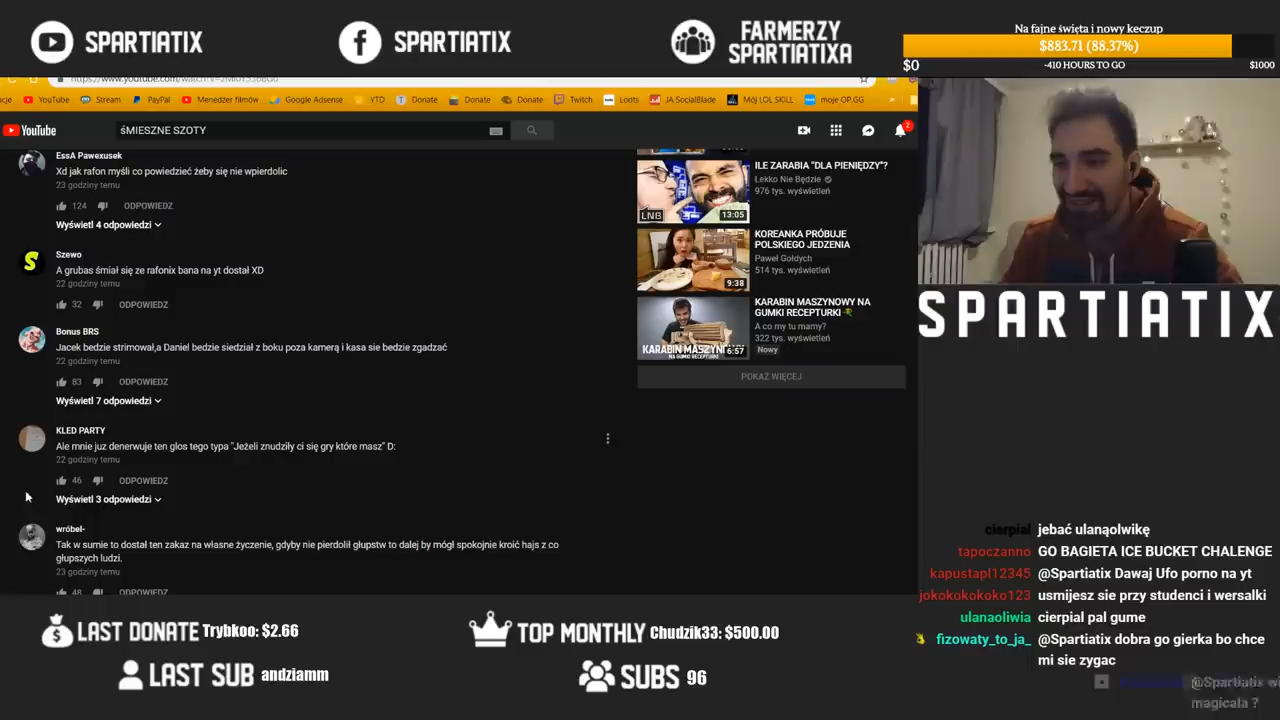 SPARTIATIX
SPARTIATIX
FARMERZY
SPARTIATIXA
Na fajne święta i nowy keczup
$883.71 (88.37%)
$0
-410 HOURS TO GO
$1000
YouTube
Stream
PayPal
Menedżer filmów
Google Adsense
YTD
Donate
Donate
Donate
Twitch
Loots
JA SocialBlade
Mój LOL SKILL
moje OP.GG
YouTube
śMIESZNE SZOTY
2
EssA Pawexusek
Xd jak rafon myśli co powiedzieć żeby się nie wpierdolic
23 godziny temu
124
ODPOWIEDZ
Wyświetl 4 odpowiedzi
Szewo
A grubas śmiał się ze rafonix bana na yt dostał XD
22 godziny temu
32
ODPOWIEDZ
Bonus BRS
Jacek bedzie strimował,a Daniel bedzie siedział z boku poza kamerą i kasa sie bedzie zgadzać
22 godziny temu
83
ODPOWIEDZ
Wyświetl 7 odpowiedzi
KLED PARTY
Ale mnie juz denerwuje ten glos tego typa "Jeżeli znudziły ci się gry które masz" D:
22 godziny temu
46
ODPOWIEDZ
Wyświetl 3 odpowiedzi
wróbel-
Tak w sumie to dostał ten zakaz na własne życzenie, gdyby nie pierdolił głupstw to dalej by mógł spokojnie kroić hajs z co
głupszych ludzi.
23 godziny temu
48
ODPOWIEDZ
ILE ZARABIA "DLA PIENIĘDZY"?
Lekko Nie Będzie
976 tys. wyświetleń
LNB
13:05
KOREANKA PRÓBUJE
POLSKIEGO JEDZENIA
Paweł Gołdych
514 tys. wyświetleń
9:38
KARABIN MASZYNOWY NA
GUMKI RECEPTURKI
A co my tu mamy?
322 tys. wyświetleń
Nowy
6:57
POKAŻ WIĘCEJ
SPARTIATIX
cierpial jebać ulanąolwikę
tapoczanno GO BAGIETA ICE BUCKET CHALENGE
kapustapl12345 @Spartiatix Dawaj Ufo porno na yt
jokokokokoko123 usmijesz sie przy studenci i wersalki
ulanaoliwia cierpial pal gume
fizowaty_to_ja_ @Spartiatix dobra go gierka bo chce
mi sie zygac
@Spartiatix
magicala ?
LAST DONATE Trybkoo: $2.66
TOP MONTHLY Chudzik33: $500.00
LAST SUB andziamm
SUBS 96